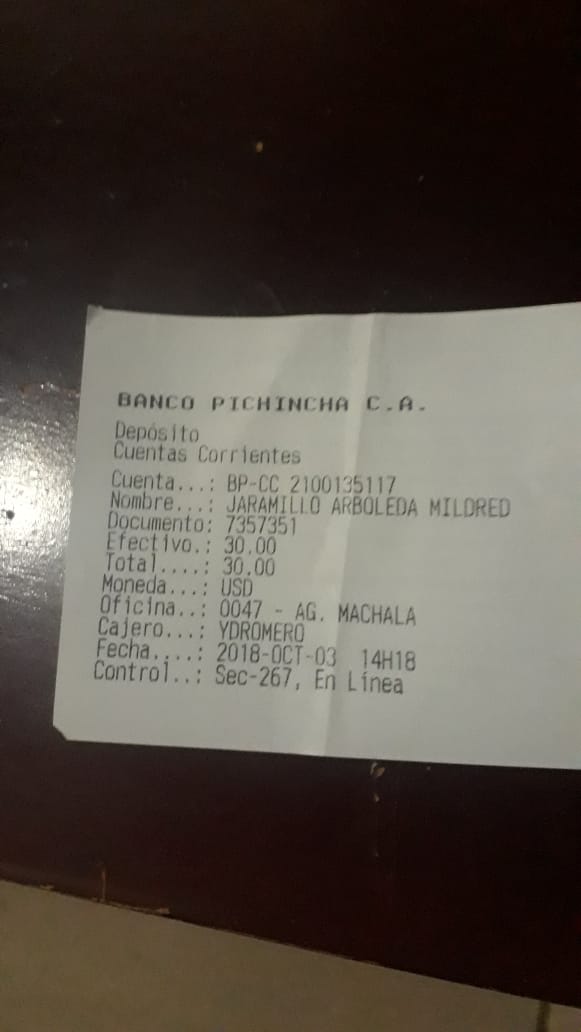 BANCO PICHINCHA C.A.
Depósito
Cuentas Corrientes
Cuenta...: BP-CC 2100135117
Nombre...: JARAMILLO ARBOLEDA MILDRED
Documento: 7357351
Efectivo.: 30.00
Total....: 30.00
Moneda...: USD
Oficina..: 0047 - AG. MACHALA
Cajero...: YDROMERO
Fecha....: 2018-OCT-03 14H18
Control..: Sec-267, En Línea